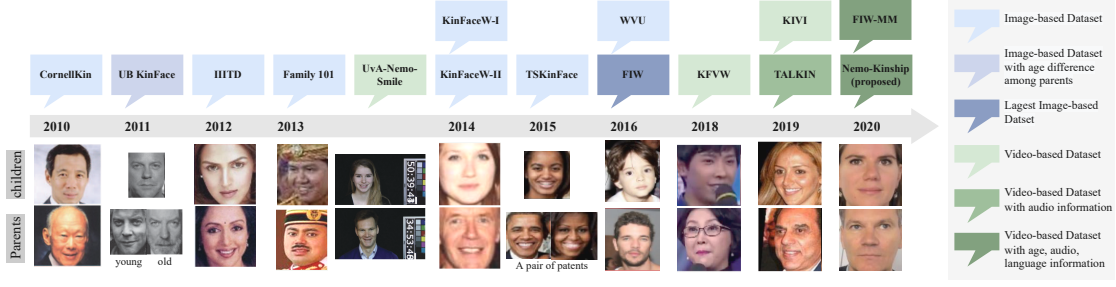 KinFaceW-I
WVU
KIVI
FIW-MM
CornellKin
UB KinFace
IIITD
Family 101
UvA-Nemo-
Smile
KinFaceW-II
TSKinFace
FIW
KFVW
TALKIN
Nemo-Kinship
(proposed)
2010
2011
2012
2013
2014
2015
2016
2018
2019
2020
children
Parents
young
old
A pair of patents
Image-based Dataset
Image-based Dataset
with age difference
among parents
Lagest Image-based
Datset
Video-based Dataset
Video-based Dataset
with audio information
Video-based Dataset
with age, audio,
language information